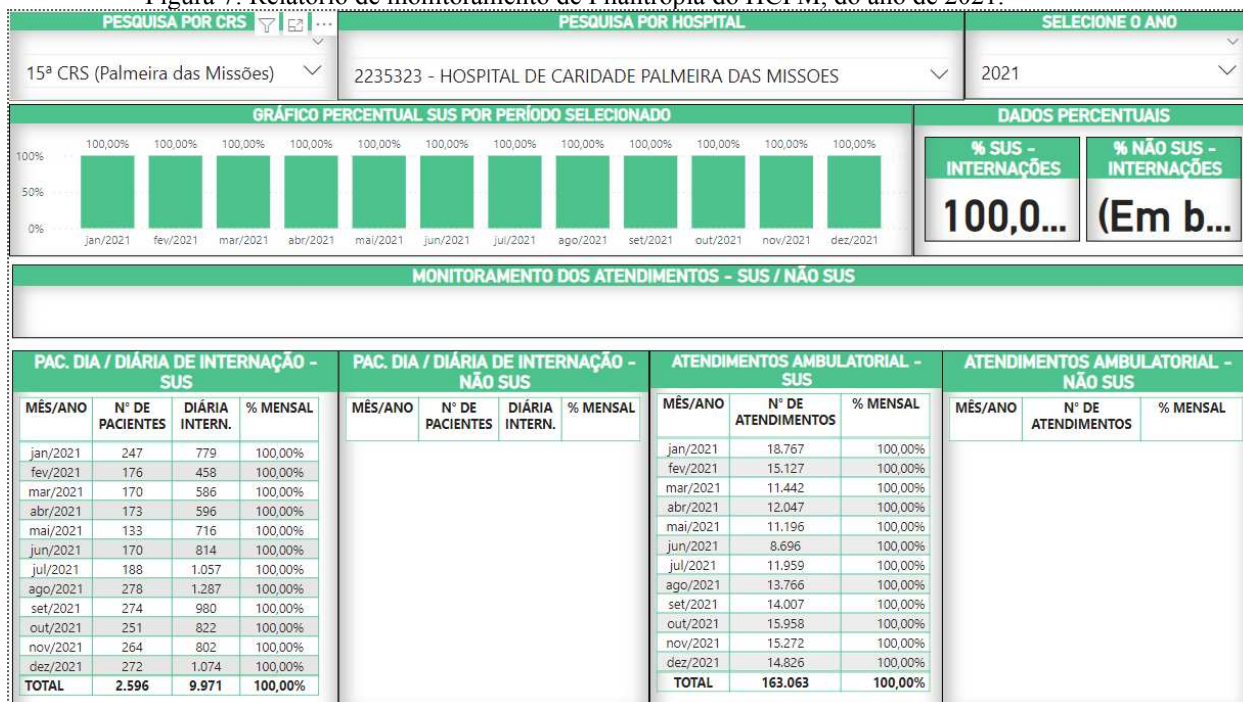 Figura 7. Relatório de monitoramento de Filantropia do HCPM, do ano de 2021.
PESQUISA POR CRS
PESQUISA POR HOSPITAL
SELECIONE O ANO
15ª CRS (Palmeira das Missões)
2235323 - HOSPITAL DE CARIDADE PALMEIRA DAS MISSOES
2021
GRÁFICO PERCENTUAL SUS POR PERÍODO SELECIONADO
DADOS PERCENTUAIS
100,00% 100,00% 100,00% 100,00% 100,00% 100,00% 100,00% 100,00% 100,00% 100,00% 100,00% 100,00%
100%
50%
0%
jan/2021 fev/2021 mar/2021 abr/2021 mai/2021 jun/2021 jul/2021 ago/2021 set/2021 out/2021 nov/2021 dez/2021
% SUS -
INTERNAÇÕES
100,0...
% NÃO SUS -
INTERNAÇÕES
(Em b...
MONITORAMENTO DOS ATENDIMENTOS - SUS / NÃO SUS
PAC. DIA / DIÁRIA DE INTERNAÇÃO -
SUS
MÊS/ANO N° DE PACIENTES DIÁRIA INTERN. % MENSAL
jan/2021 247 779 100,00%
fev/2021 176 458 100,00%
mar/2021 170 586 100,00%
abr/2021 173 596 100,00%
mai/2021 133 716 100,00%
jun/2021 170 814 100,00%
jul/2021 188 1.057 100,00%
ago/2021 278 1.287 100,00%
set/2021 274 980 100,00%
out/2021 251 822 100,00%
nov/2021 264 802 100,00%
dez/2021 272 1.074 100,00%
TOTAL 2.596 9.971 100,00%
PAC. DIA / DIÁRIA DE INTERNAÇÃO -
NÃO SUS
MÊS/ANO N° DE PACIENTES DIÁRIA INTERN. % MENSAL
ATENDIMENTOS AMBULATORIAL -
SUS
MÊS/ANO N° DE ATENDIMENTOS % MENSAL
jan/2021 18.767 100,00%
fev/2021 15.127 100,00%
mar/2021 11.442 100,00%
abr/2021 12.047 100,00%
mai/2021 11.196 100,00%
jun/2021 8.696 100,00%
jul/2021 11.959 100,00%
ago/2021 13.766 100,00%
set/2021 14.007 100,00%
out/2021 15.958 100,00%
nov/2021 15.272 100,00%
dez/2021 14.826 100,00%
TOTAL 163.063 100,00%
ATENDIMENTOS AMBULATORIAL -
NÃO SUS
MÊS/ANO N° DE ATENDIMENTOS % MENSAL